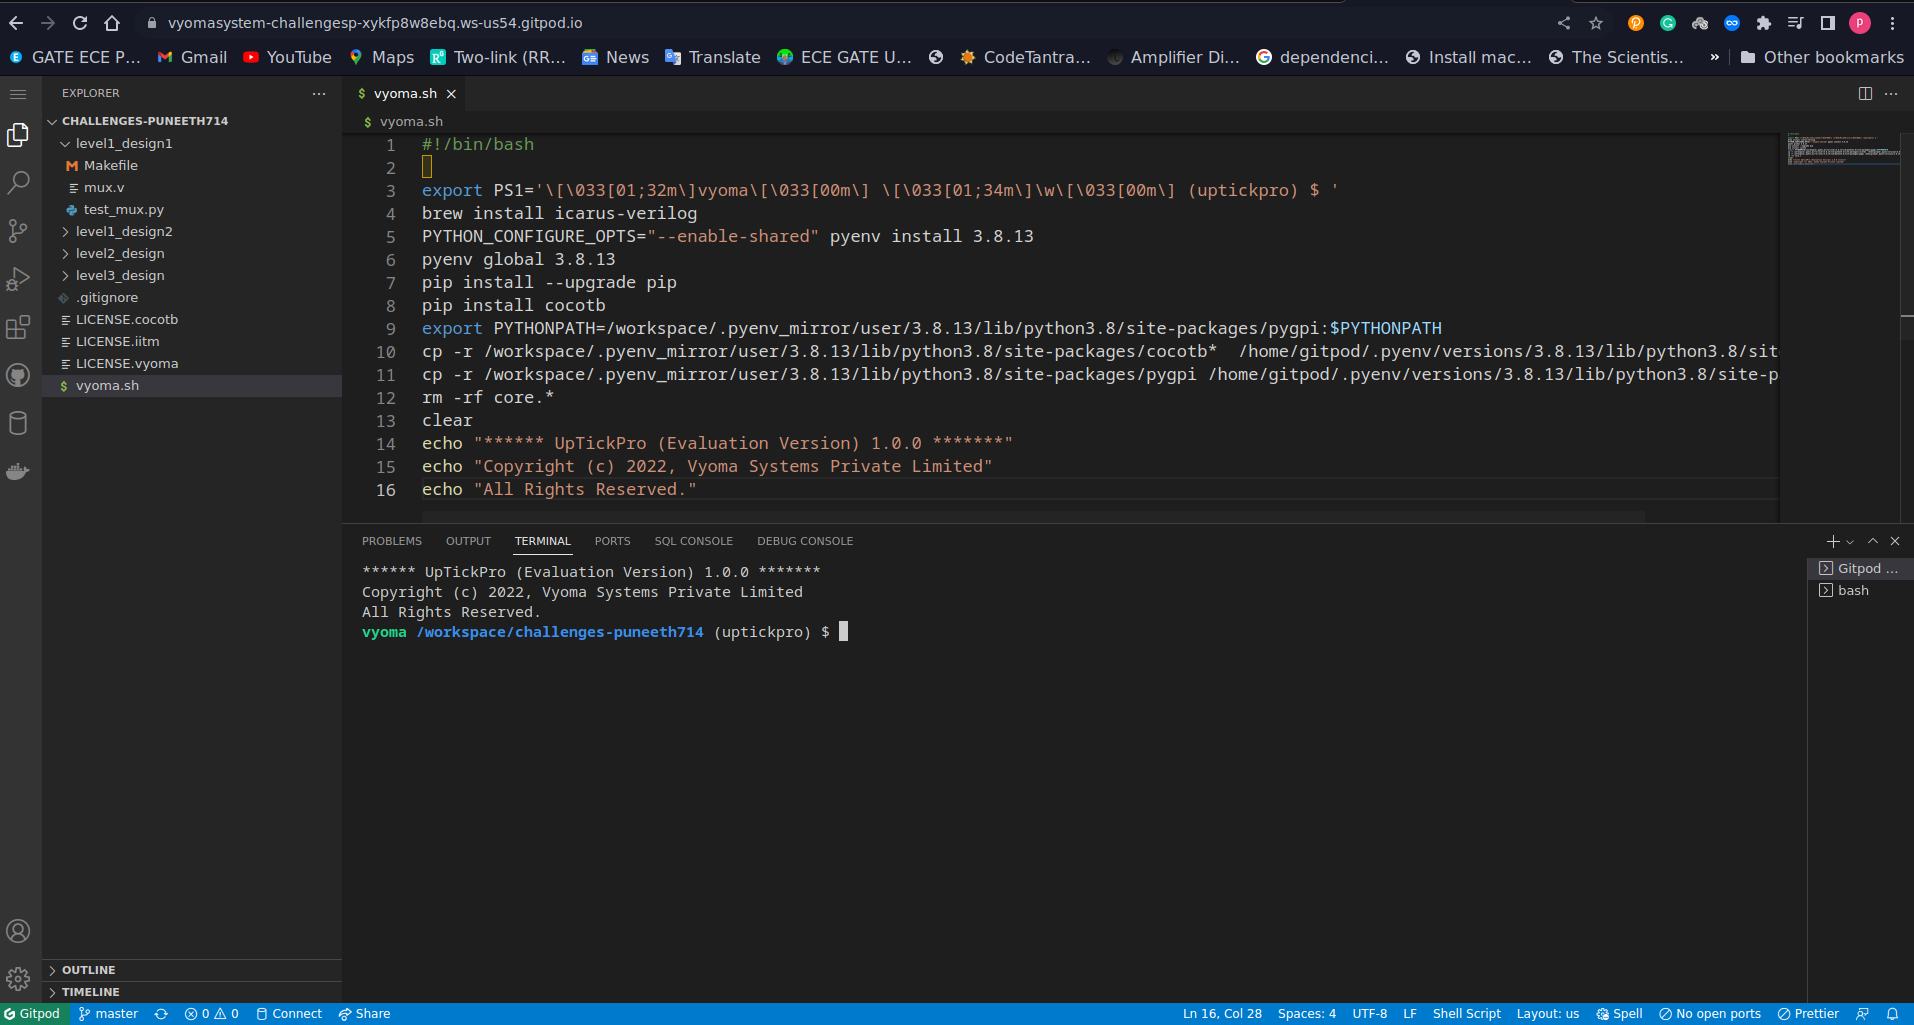 vyomasystem-challengesp-xykfp8w8ebq.ws-us54.gitpod.io
P
GATE ECE P... Gmail YouTube Maps Two-link (RR... News Translate ECE GATE U... CodeTantra... Amplifier Di... dependenci... Install mac... The Scientis... » Other bookmarks
EXPLORER ...
CHALLENGES-PUNEETH714
level1_design1
Makefile
mux.v
test_mux.py
level1_design2
level2_design
level3_design
.gitignore
LICENSE.cocotb
LICENSE.iitm
LICENSE.vyoma
$ vyoma.sh
OUTLINE
TIMELINE
$ vyoma.sh
$ vyoma.sh
1 #!/bin/bash
2
3 export PS1='\[\033[01;32m\]vyoma\[\033[00m\] \[\033[01;34m\]\w\[\033[00m\] (uptickpro) $ '
4 brew install icarus-verilog
5 PYTHON_CONFIGURE_OPTS="--enable-shared" pyenv install 3.8.13
6 pyenv global 3.8.13
7 pip install --upgrade pip
8 pip install cocotb
9 export PYTHONPATH=/workspace/.pyenv_mirror/user/3.8.13/lib/python3.8/site-packages/pygpi:$PYTHONPATH
10 cp -r /workspace/.pyenv_mirror/user/3.8.13/lib/python3.8/site-packages/cocotb*  /home/gitpod/.pyenv/versions/3.8.13/lib/python3.8/sit
11 cp -r /workspace/.pyenv_mirror/user/3.8.13/lib/python3.8/site-packages/pygpi /home/gitpod/.pyenv/versions/3.8.13/lib/python3.8/site-p
12 rm -rf core.*
13 clear
14 echo "****** UpTickPro (Evaluation Version) 1.0.0 *******"
15 echo "Copyright (c) 2022, Vyoma Systems Private Limited"
16 echo "All Rights Reserved."
PROBLEMS OUTPUT TERMINAL PORTS SQL CONSOLE DEBUG CONSOLE
****** UpTickPro (Evaluation Version) 1.0.0 *******
Copyright (c) 2022, Vyoma Systems Private Limited
All Rights Reserved.
vyoma /workspace/challenges-puneeth714 (uptickpro) $
Gitpod ...
bash
Gitpod master 0 0 Connect Share Ln 16, Col 28 Spaces: 4 UTF-8 LF Shell Script Layout: us Spell No open ports Prettier